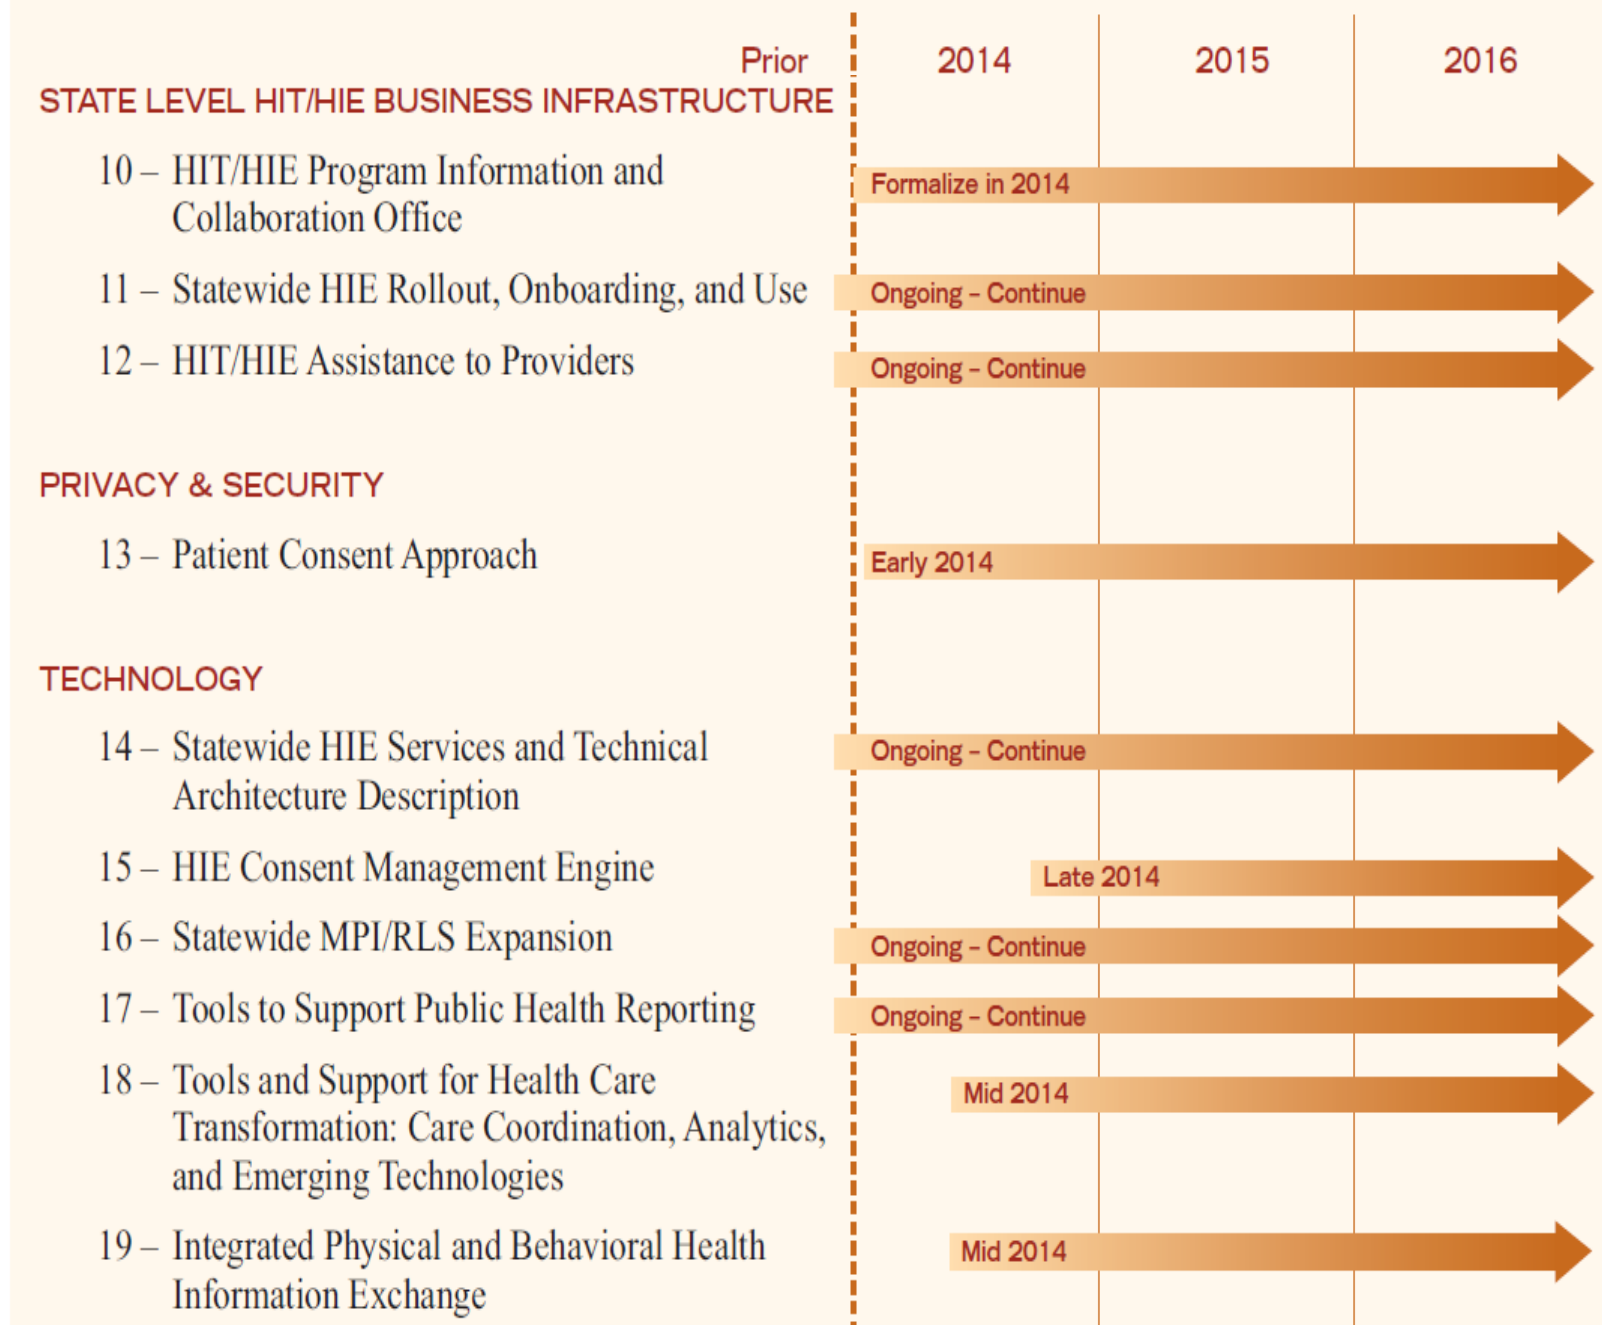 Prior 2014 2015 2016
STATE LEVEL HIT/HIE BUSINESS INFRASTRUCTURE
10 – HIT/HIE Program Information and
Collaboration Office
Formalize in 2014
11 – Statewide HIE Rollout, Onboarding, and Use
Ongoing – Continue
12 – HIT/HIE Assistance to Providers
Ongoing – Continue
PRIVACY & SECURITY
13 – Patient Consent Approach
Early 2014
TECHNOLOGY
14 – Statewide HIE Services and Technical
Architecture Description
Ongoing – Continue
15 – HIE Consent Management Engine
Late 2014
16 – Statewide MPI/RLS Expansion
Ongoing – Continue
17 – Tools to Support Public Health Reporting
Ongoing – Continue
18 – Tools and Support for Health Care
Transformation: Care Coordination, Analytics,
and Emerging Technologies
Mid 2014
19 – Integrated Physical and Behavioral Health
Information Exchange
Mid 2014